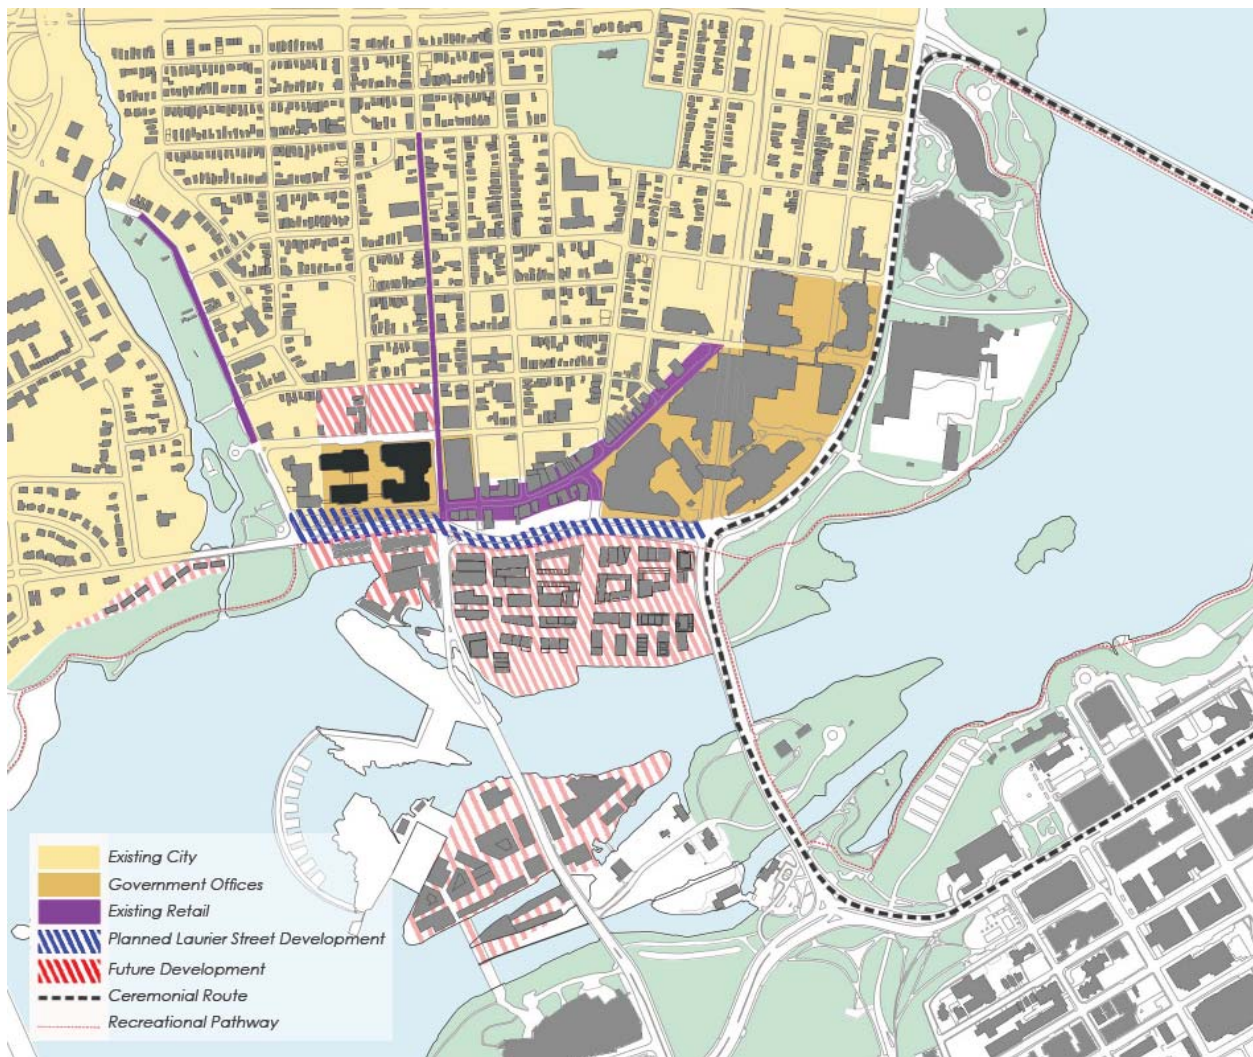 Existing City
Government Offices
Existing Retail
Planned Laurier Street Development
Future Development
Ceremonial Route
Recreational Pathway